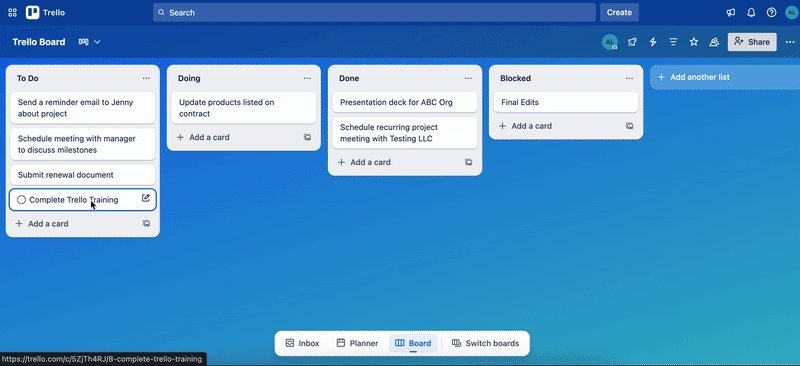 Trello
Search
Create
Trello Board
AL
Share
To Do
Send a reminder email to Jenny
about project
Schedule meeting with manager
to discuss milestones
Submit renewal document
Complete Trello Training
Add a card
Doing
Update products listed on
contract
Add a card
Done
Presentation deck for ABC Org
Schedule recurring project
meeting with Testing LLC
Add a card
Blocked
Final Edits
Add a card
Add another list
Inbox
Planner
Board
Switch boards
https://trello.com/c/5ZjTh4RJ/8-complete-trello-training
AL